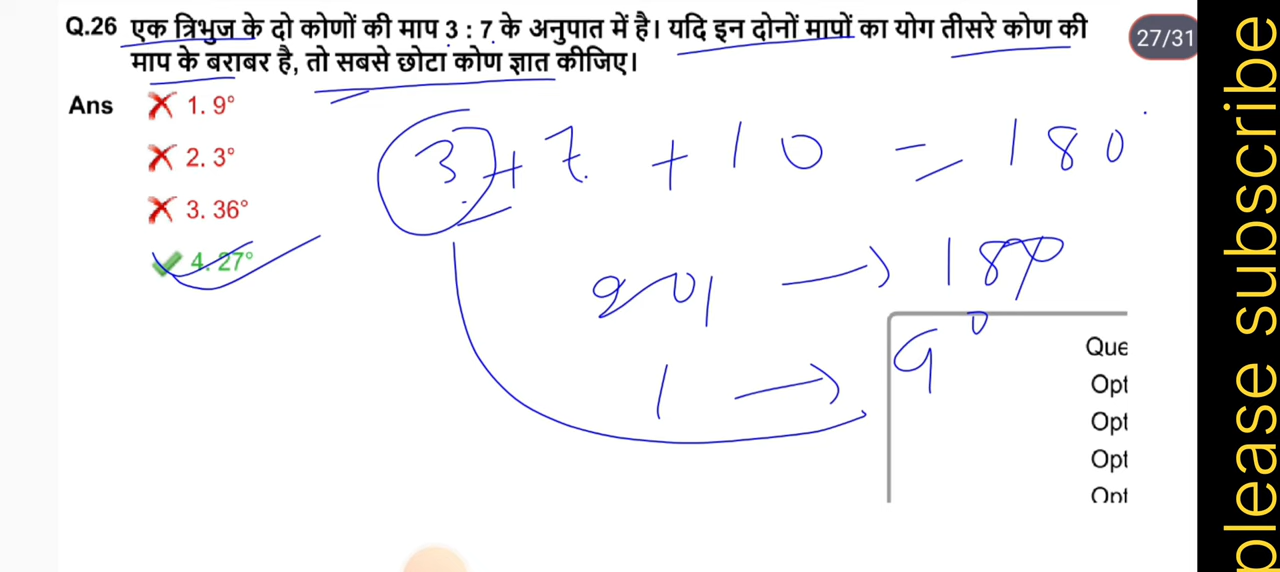 Q.26 एक त्रिभुज के दो कोणों की माप 3 : 7 के अनुपात में है। यदि इन दोनों मापों का योग तीसरे कोण की
27/31
माप के बराबर है, तो सबसे छोटा कोण ज्ञात कीजिए।
Ans 1. 9°
2. 3°
3. 36°
4. 27°
3 + 7 + 10 = 180
20 → 180
1 → 9°
Que
Opt
Opt
Opt
Opt
please subscribe